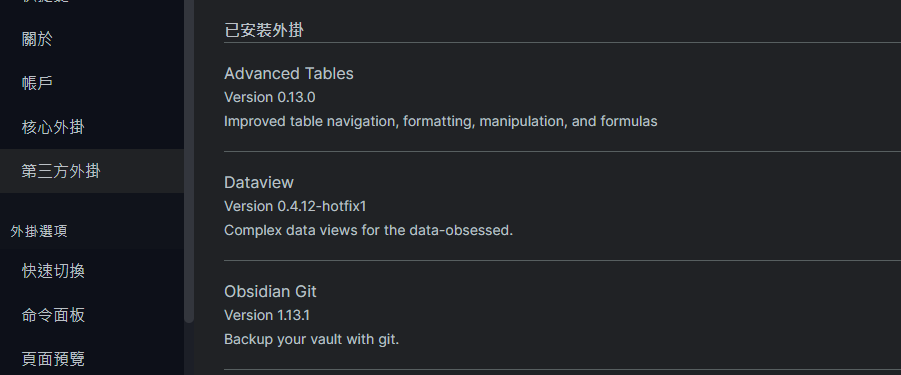 關於
帳戶
核心外掛
第三方外掛
外掛選項
快速切換
命令面板
頁面預覽
已安裝外掛
Advanced Tables
Version 0.13.0
Improved table navigation, formatting, manipulation, and formulas
Dataview
Version 0.4.12-hotfix1
Complex data views for the data-obsessed.
Obsidian Git
Version 1.13.1
Backup your vault with git.